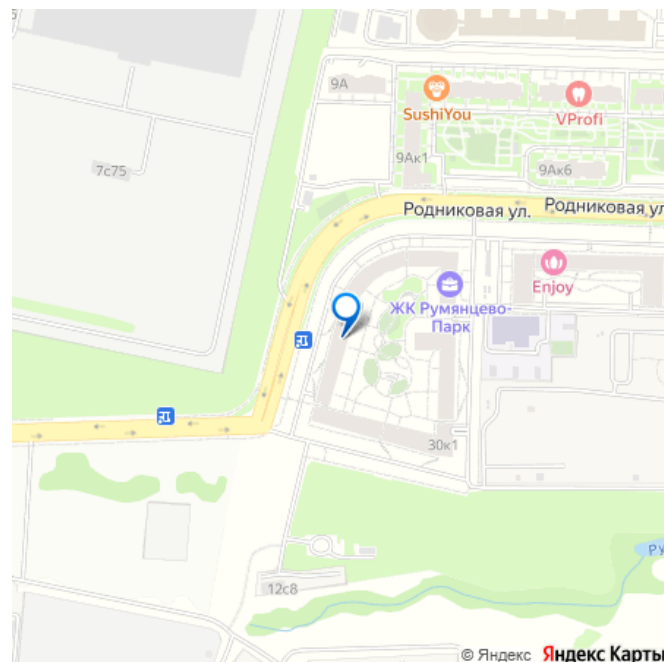 9А
SushiYou
VProfi
7с75
9Ак1
9Ак6
Родниковая ул.
Родниковая ул
Enjoy
ЖК Румянцево-
Парк
30к1
РУ
12с8
© Яндекс Яндекс Карты